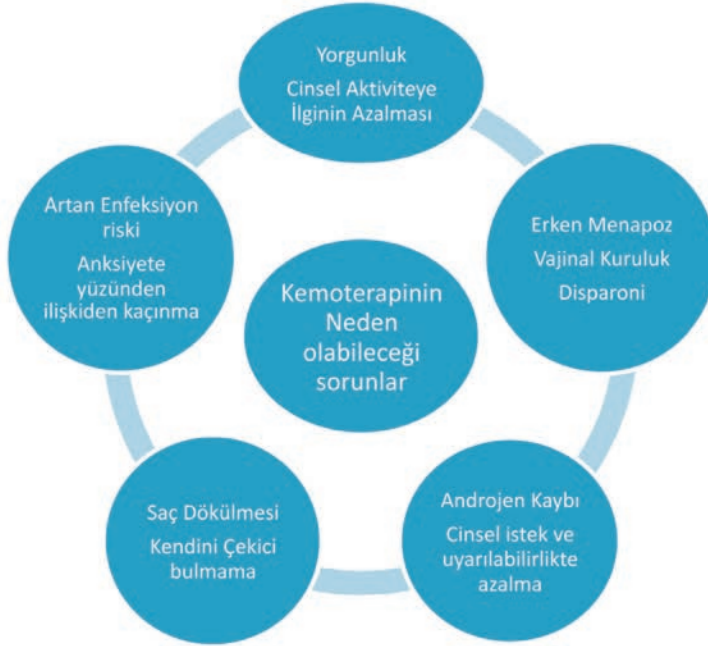 Yorgunluk
Cinsel Aktiviteye
İlginin Azalması
Erken Menapoz
Vajinal Kuruluk
Disparoni
Androjen Kaybı
Cinsel istek ve
uyarılabilirlikte
azalma
Saç Dökülmesi
Kendini Çekici
bulmama
Artan Enfeksiyon
riski
Anksiyete
yüzünden
ilişkiden kaçınma
Kemoterapinin
Neden
olabileceği
sorunlar